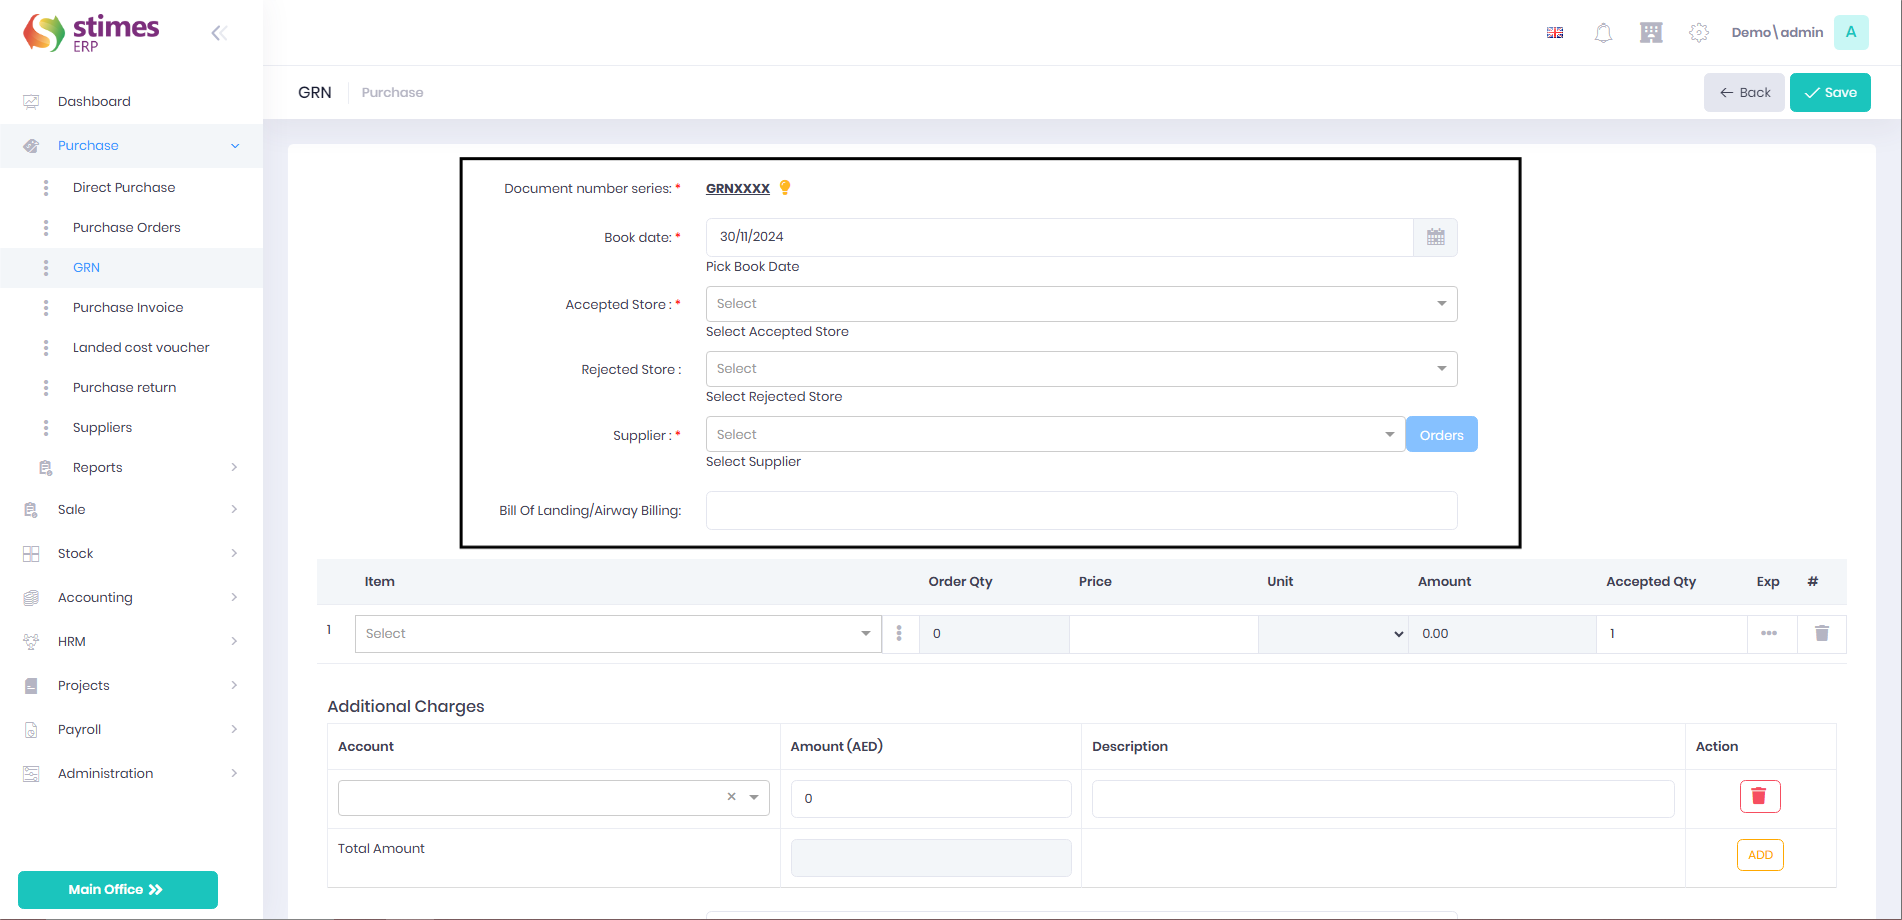 stimes
ERP
Demo\admin
A
GRN
Purchase
Back
Save
Dashboard
Purchase
Direct Purchase
Purchase Orders
GRN
Purchase Invoice
Landed cost voucher
Purchase return
Suppliers
Reports
Sale
Stock
Accounting
HRM
Projects
Payroll
Administration
Main Office
Document number series: *
GRNXXXX
Book date: *
30/11/2024
Pick Book Date
Accepted Store : *
Select
Select Accepted Store
Rejected Store :
Select
Select Rejected Store
Supplier : *
Select
Orders
Select Supplier
Bill Of Landing/Airway Billing:
Item Order Qty Price Unit Amount Accepted Qty Exp #
1 Select 0 0.00 1
Additional Charges
Account Amount (AED) Description Action
× 0
Total Amount
ADD